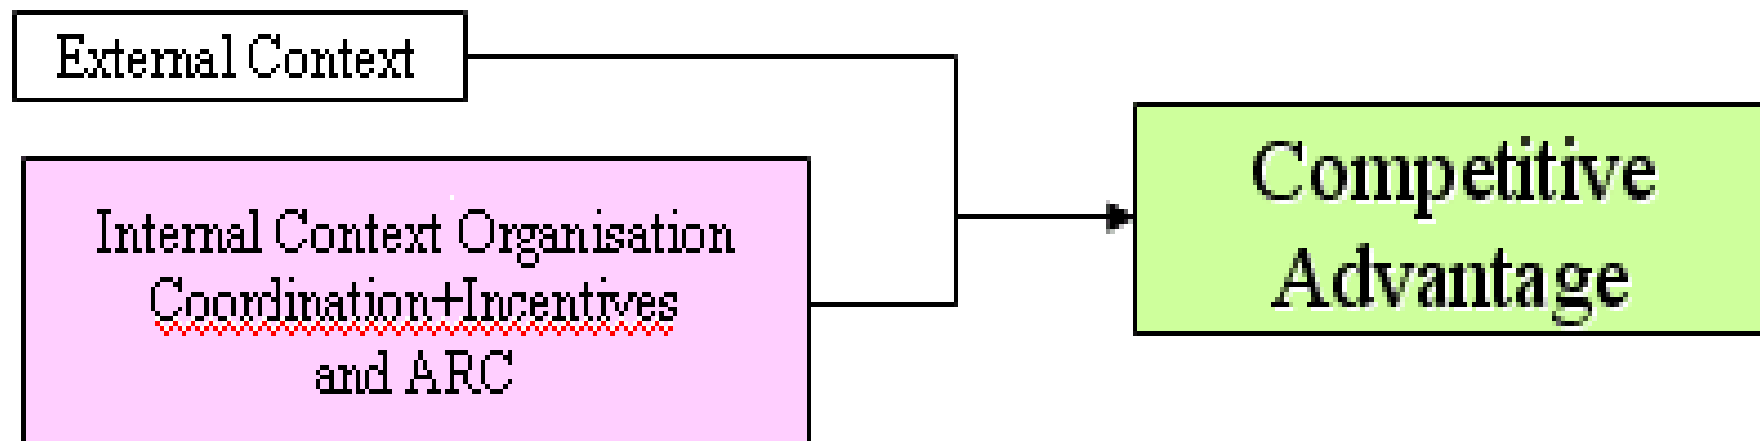 External Context
Internal Context Organisation
Coordination+Incentives
and ARC
Competitive
Advantage